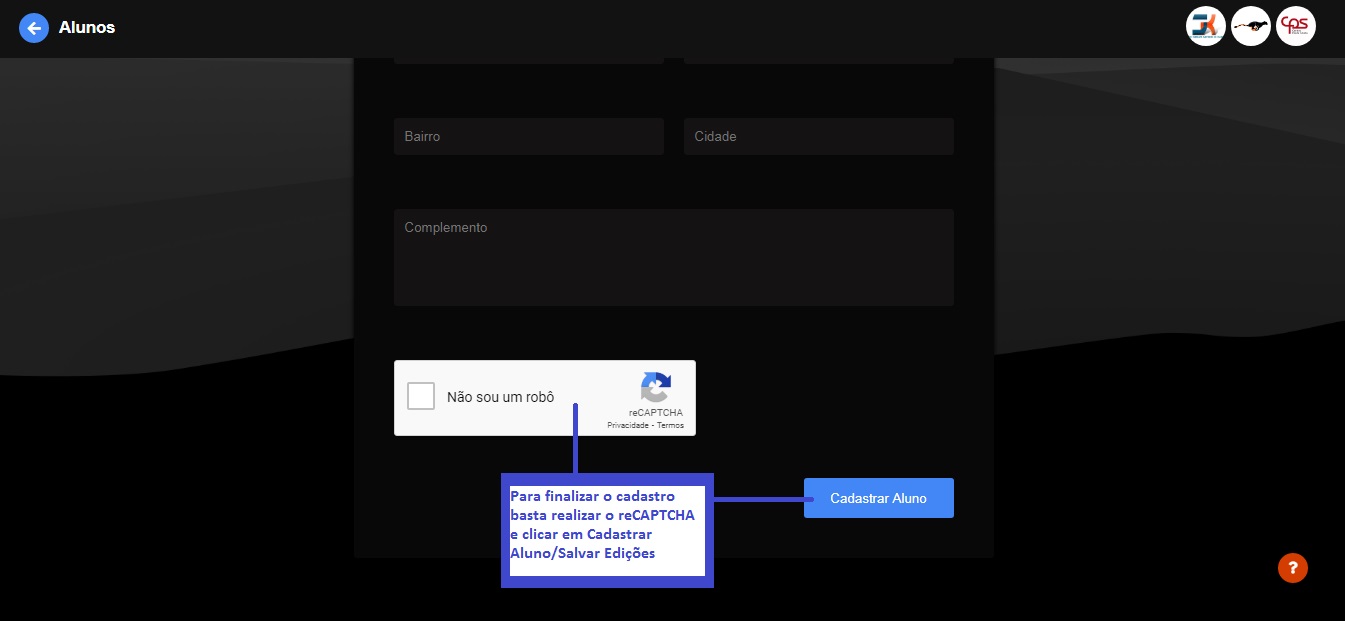 Alunos
cps
Bairro
Cidade
Complemento
Não sou um robô
reCAPTCHA
Privacidade - Termos
Para finalizar o cadastro
basta realizar o reCAPTCHA
e clicar em Cadastrar
Aluno/Salvar Edições
Cadastrar Aluno
?